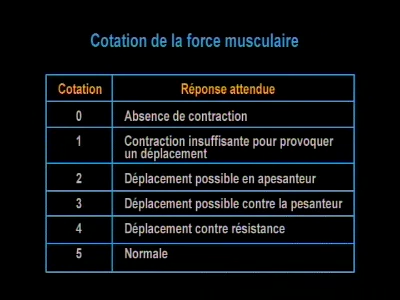 Cotation de la force musculaire
Cotation Réponse attendue
0 Absence de contraction
1 Contraction insuffisante pour provoquer
un déplacement
2 Déplacement possible en apesanteur
3 Déplacement possible contre la pesanteur
4 Déplacement contre résistance
5 Normale